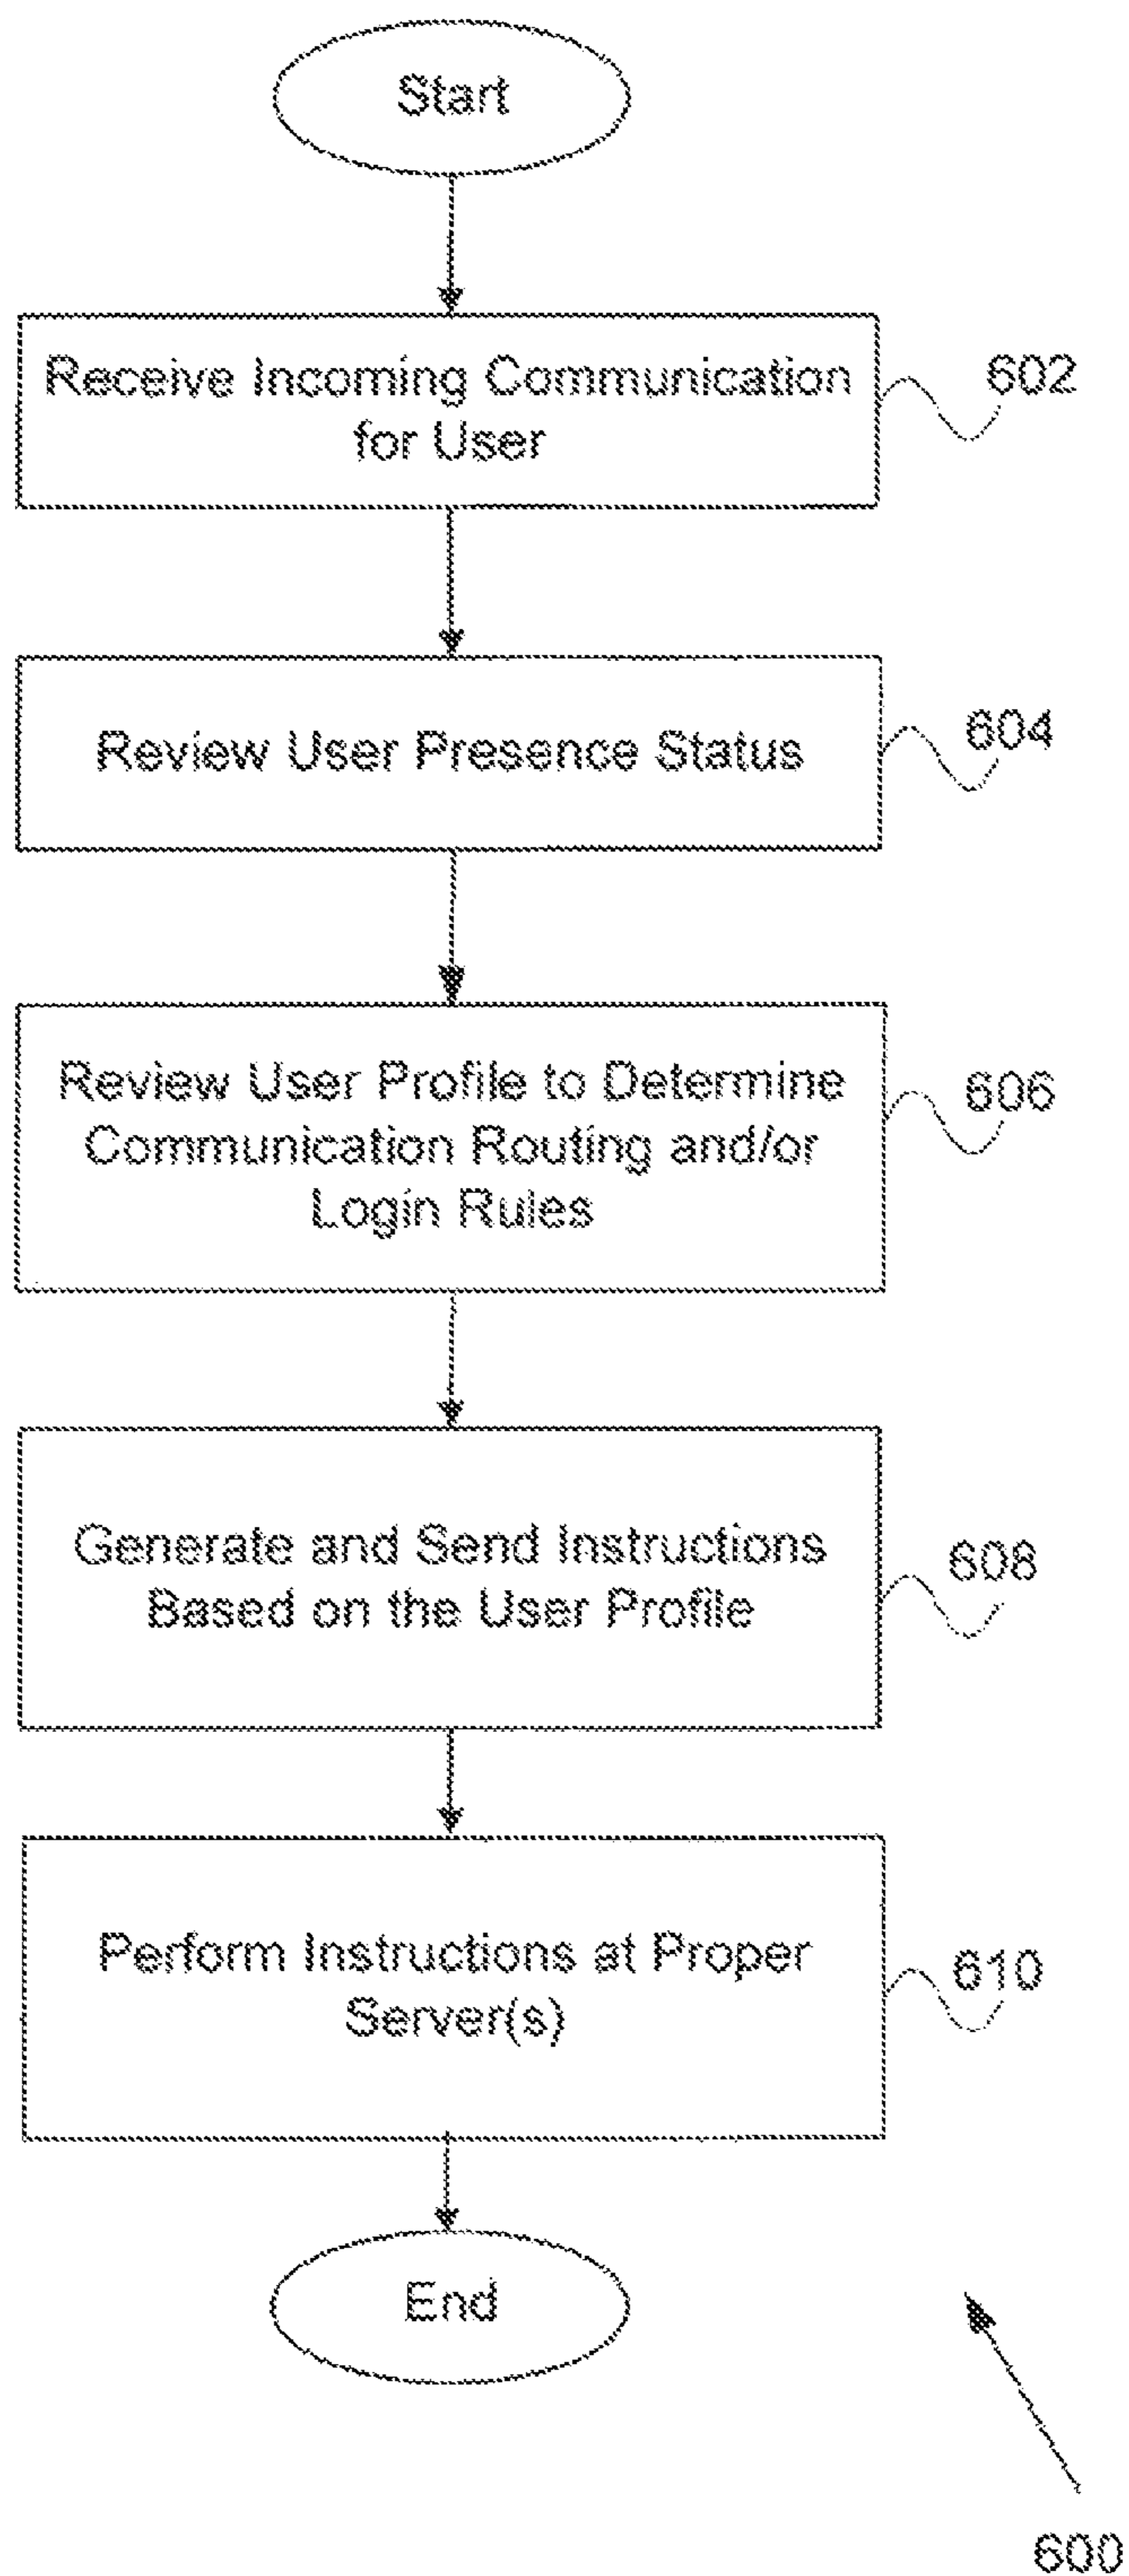 Start
Receive Incoming Communication
for User
602
Review User Presence Status
604
Review User Profile to Determine
Communication Routing and/or
Login Rules
606
Generate and Send Instructions
Based on the User Profile
608
Perform Instructions at Proper
Server(s)
610
End
600